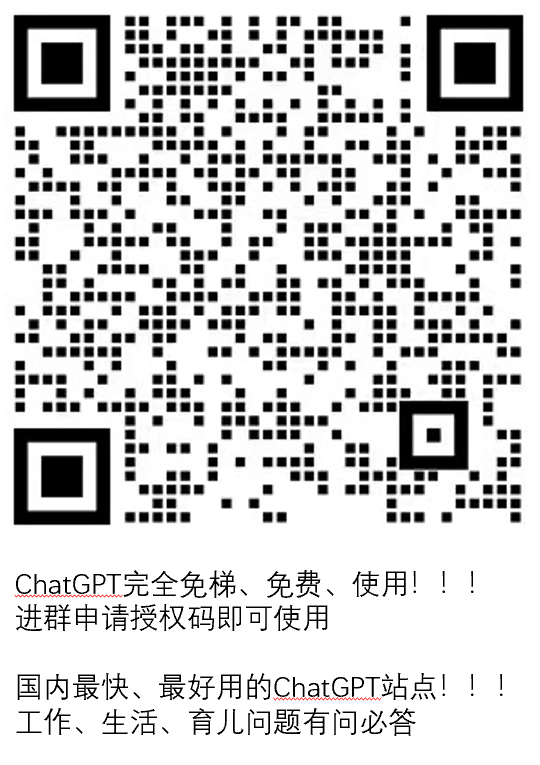 ChatGPT完全免梯、免费、使用！！！
进群申请授权码即可使用
国内最快、最好用的ChatGPT站点！！！
工作、生活、育儿问题有问必答